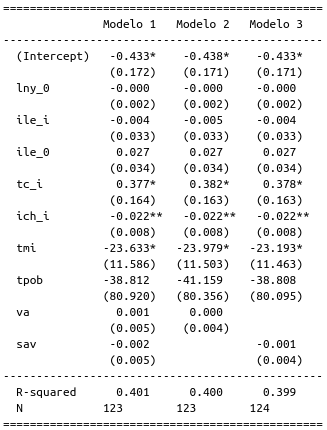 ================================================
Modelo 1 Modelo 2 Modelo 3
------------------------------------------------
(Intercept) -0.433* -0.438* -0.433*
(0.172) (0.171) (0.171)
lny_0 -0.000 -0.000 -0.000
(0.002) (0.002) (0.002)
ile_i -0.004 -0.005 -0.004
(0.033) (0.033) (0.033)
ile_0 0.027 0.027 0.027
(0.034) (0.034) (0.034)
tc_i 0.377* 0.382* 0.378*
(0.164) (0.163) (0.163)
ich_i -0.022** -0.022** -0.022**
(0.008) (0.008) (0.008)
tmi -23.633* -23.979* -23.193*
(11.586) (11.503) (11.463)
tpob -38.812 -41.159 -38.808
(80.920) (80.356) (80.095)
va 0.001 0.000
(0.005) (0.004)
sav -0.002 -0.001
(0.005) (0.004)
------------------------------------------------
R-squared 0.401 0.400 0.399
N 123 123 124
================================================